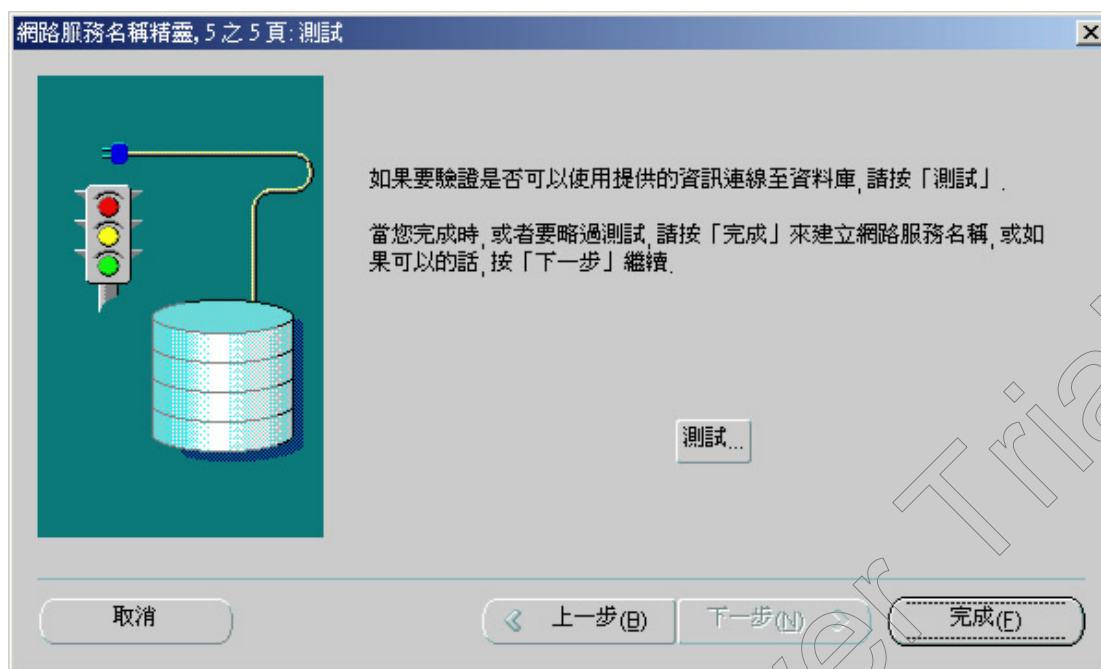 網路服務名稱精靈, 5 之 5 頁: 測試
如果要驗證是否可以使用提供的資訊連線至資料庫, 請按「測試」.
當您完成時, 或者要略過測試, 請按「完成」來建立網路服務名稱, 或如
果可以的話, 按「下一步」繼續.
測試...
取消
上一步(B)
下一步(N)
完成(F)
er Tria